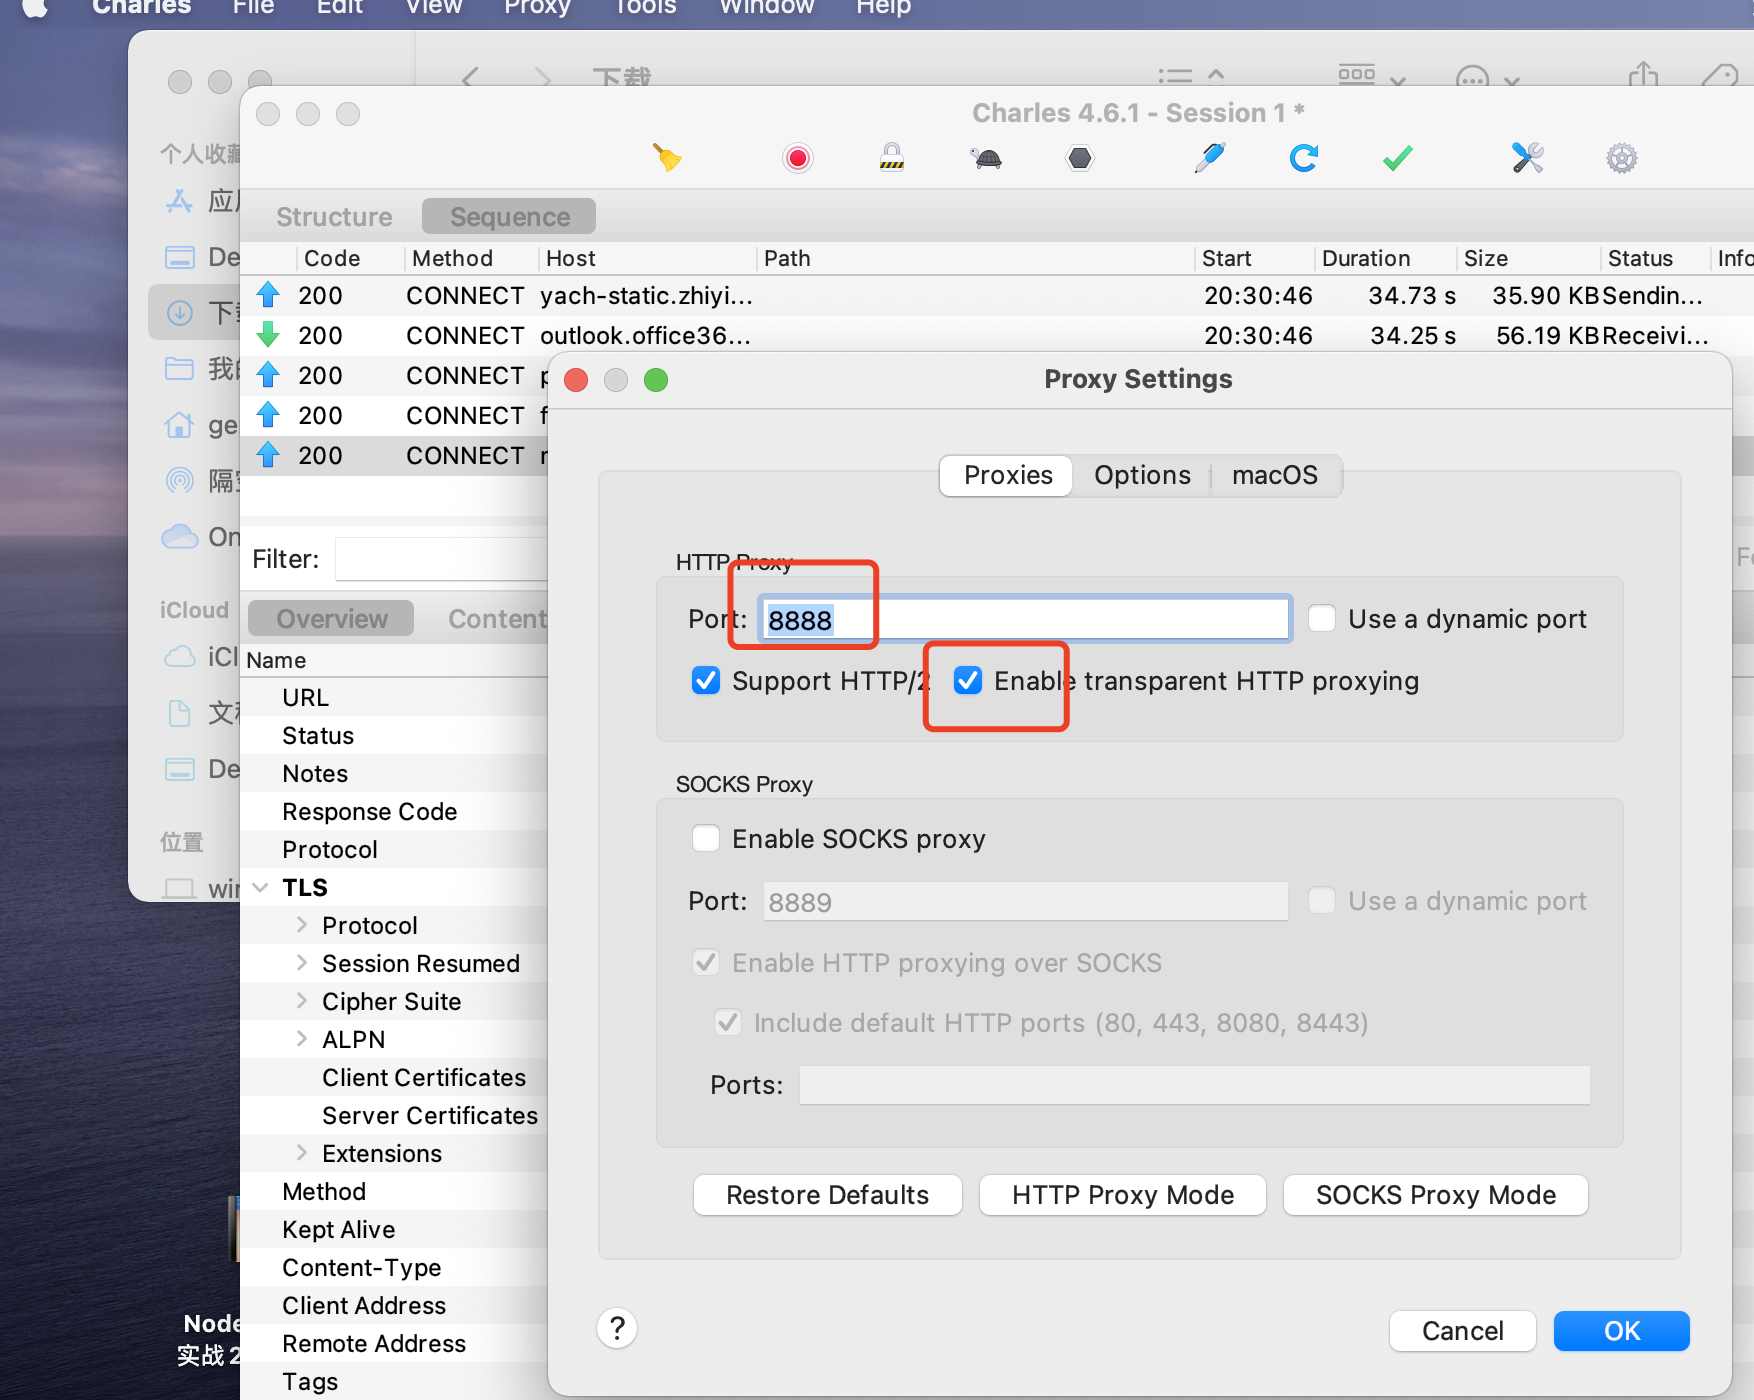 Charles File Edit View Proxy Tools Window Help
下载
Charles 4.6.1 - Session 1 *
个人收藏
应
De
下
我的
ge
隔
On
iCloud
iCl
文
De
位置
win
Structure Sequence
Code Method Host Path Start Duration Size Status Info
200 CONNECT yach-static.zhiyi... 20:30:46 34.73 s 35.90 KB Sendin...
200 CONNECT outlook.office36... 20:30:46 34.25 s 56.19 KB Receivi...
200 CONNECT p
200 CONNECT f
200 CONNECT
Filter:
Overview Content
Name
URL
Status
Notes
Response Code
Protocol
TLS
Protocol
Session Resumed
Cipher Suite
ALPN
Client Certificates
Server Certificates
Extensions
Method
Kept Alive
Content-Type
Client Address
Remote Address
Tags
Node
实战 2
Proxy Settings
Proxies Options macOS
HTTP Proxy
Port: 8888 Use a dynamic port
Support HTTP/2 Enable transparent HTTP proxying
SOCKS Proxy
Enable SOCKS proxy
Port: 8889 Use a dynamic port
Enable HTTP proxying over SOCKS
Include default HTTP ports (80, 443, 8080, 8443)
Ports:
Restore Defaults HTTP Proxy Mode SOCKS Proxy Mode
? Cancel OK